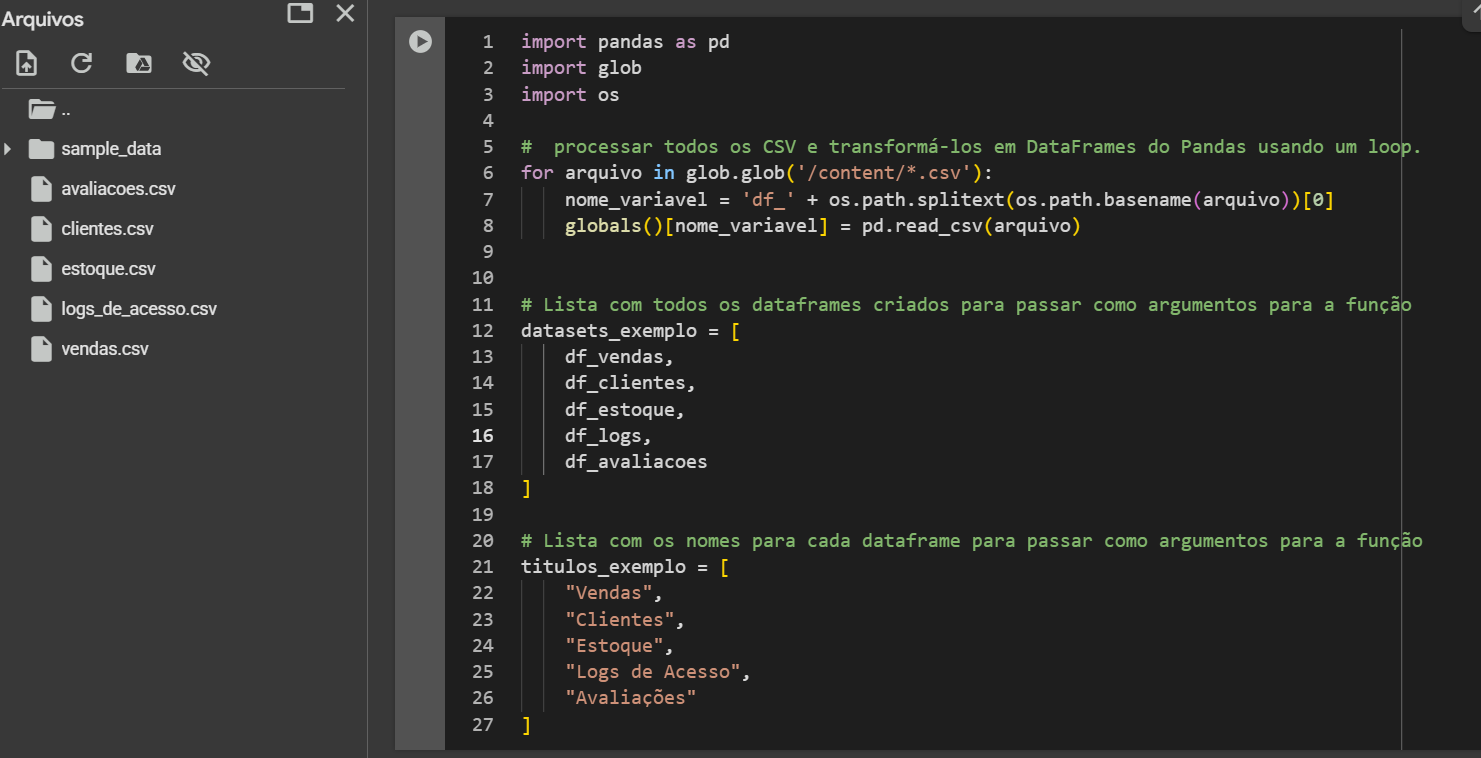 Arquivos
..
sample_data
avaliacoes.csv
clientes.csv
estoque.csv
logs_de_acesso.csv
vendas.csv
1 import pandas as pd
2 import glob
3 import os
4
5 #  processar todos os CSV e transformá-los em DataFrames do Pandas usando um loop.
6 for arquivo in glob.glob('/content/*.csv'):
7     nome_variavel = 'df_' + os.path.splitext(os.path.basename(arquivo))[0]
8     globals()[nome_variavel] = pd.read_csv(arquivo)
9
10
11 # Lista com todos os dataframes criados para passar como argumentos para a função
12 datasets_exemplo = [
13     df_vendas,
14     df_clientes,
15     df_estoque,
16     df_logs,
17     df_avaliacoes
18 ]
19
20 # Lista com os nomes para cada dataframe para passar como argumentos para a função
21 titulos_exemplo = [
22     "Vendas",
23     "Clientes",
24     "Estoque",
25     "Logs de Acesso",
26     "Avaliações"
27 ]